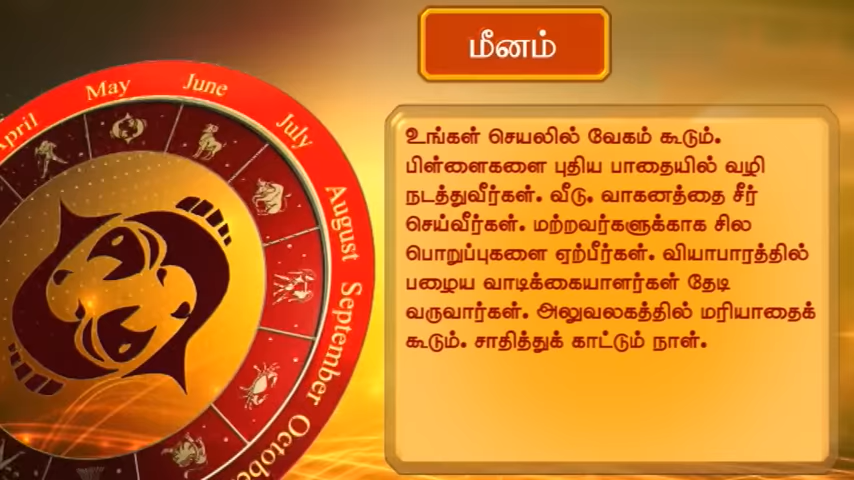 மீனம்
உங்கள் செயலில் வேகம் கூடும்.
பிள்ளைகளை புதிய பாதையில் வழி
நடத்துவீர்கள். வீடு, வாகனத்தை சீர்
செய்வீர்கள். மற்றவர்களுக்காக சில
பொறுப்புகளை ஏற்பீர்கள். வியாபாரத்தில்
பழைய வாடிக்கையாளர்கள் தேடி
வருவார்கள். அலுவலகத்தில் மரியாதைக்
கூடும். சாதித்துக் காட்டும் நாள்.
April
May
June
July
August
September
October